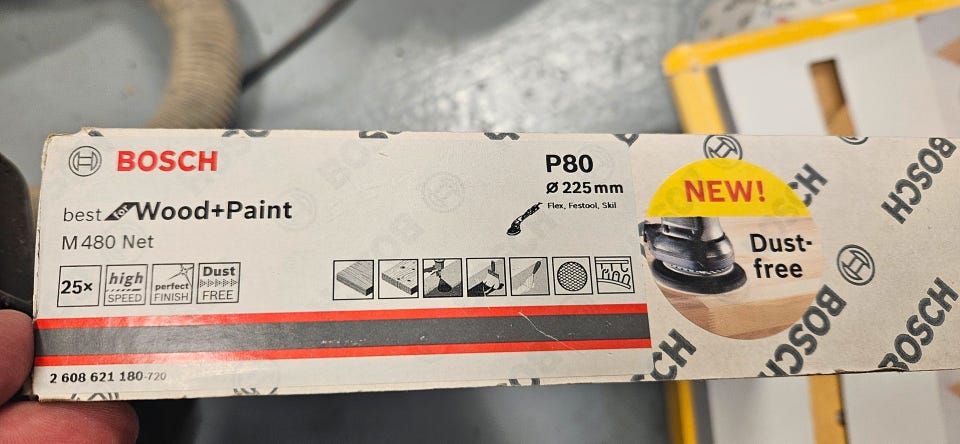 BOSCH
best for Wood+Paint
M 480 Net
25×
high
SPEED
perfect
FINISH
Dust
FREE
P80
Ø 225 mm
Flex, Festool, Skil
NEW!
Dust-
free
2 608 621 180-720
BOSCH
BOSCH
BOSCH
BOSCH